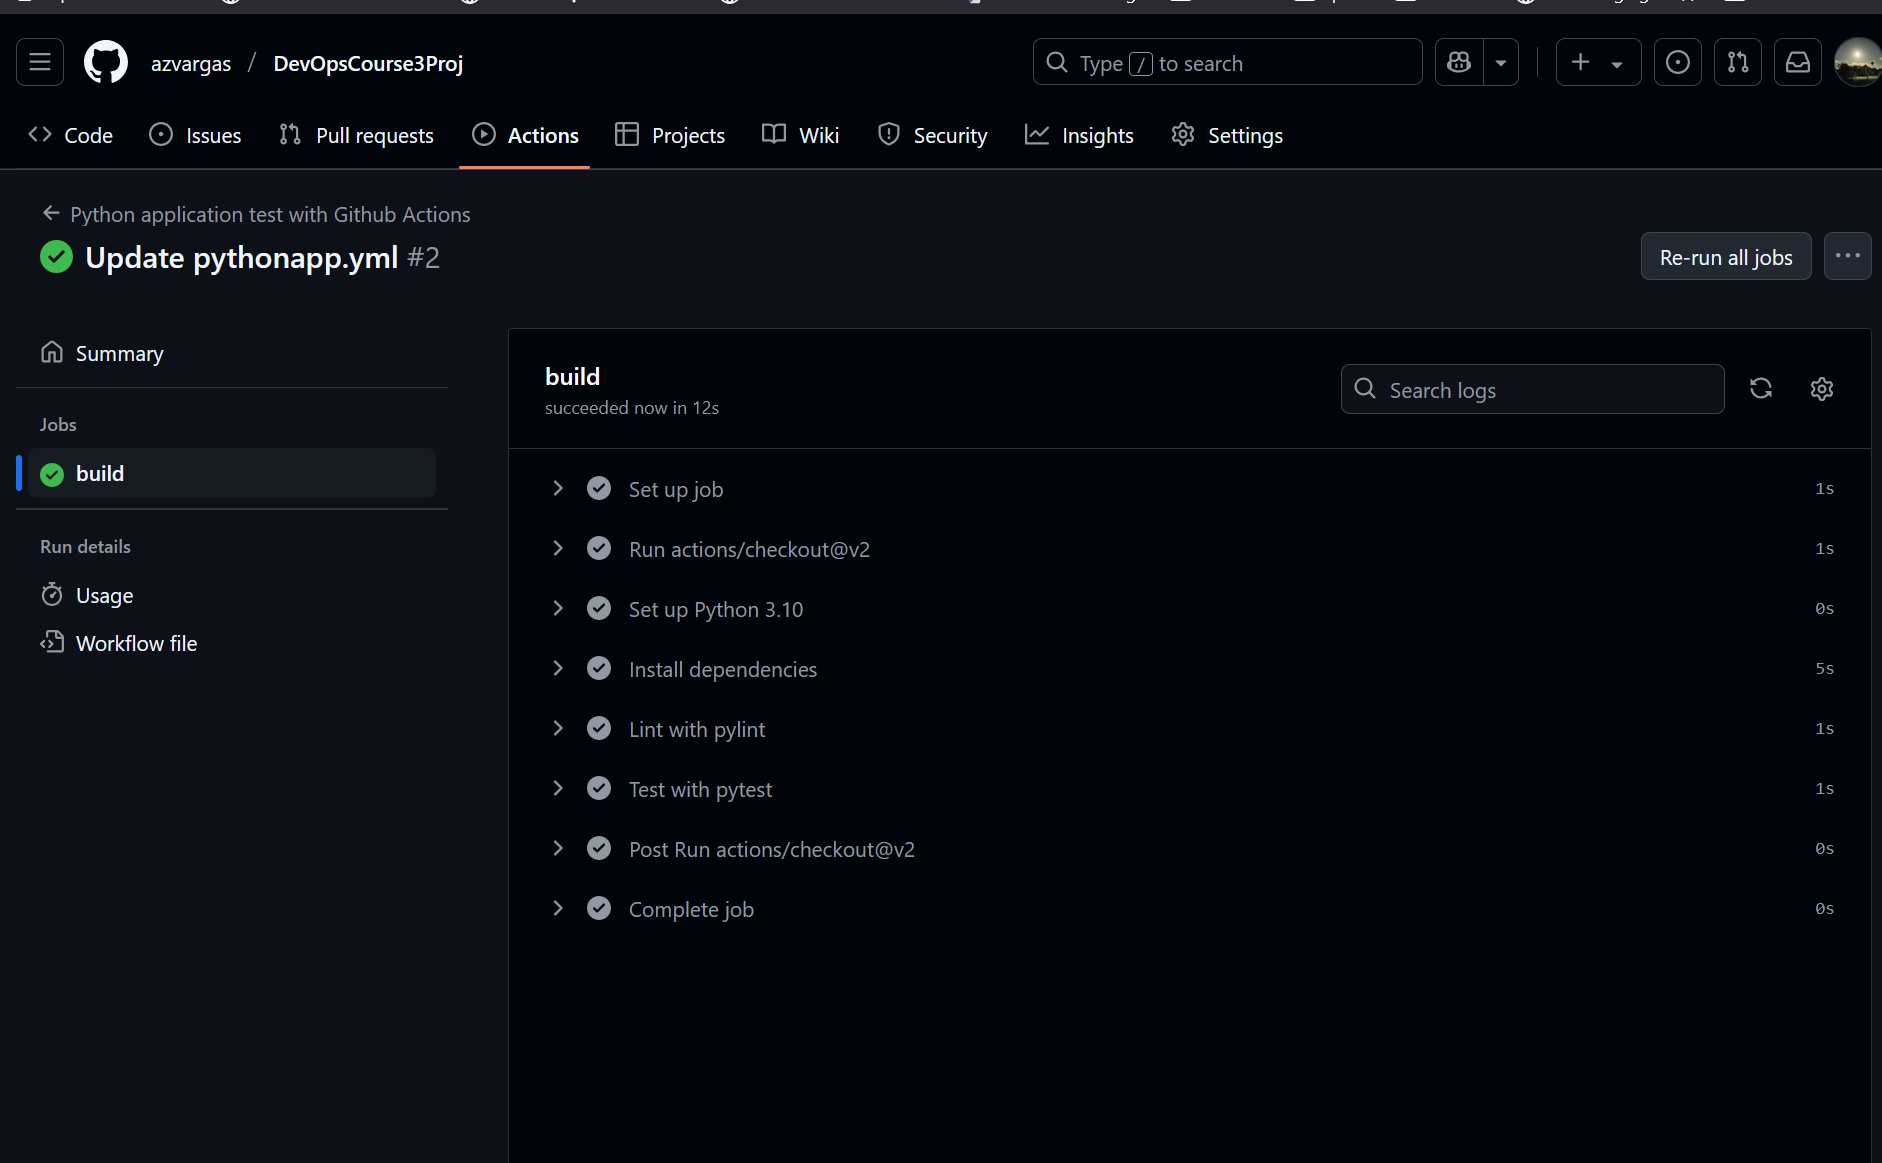 azvargas / DevOpsCourse3Proj
Type / to search
Code
Issues
Pull requests
Actions
Projects
Wiki
Security
Insights
Settings
Python application test with Github Actions
Update pythonapp.yml #2
Re-run all jobs
Summary
Jobs
build
Run details
Usage
Workflow file
build
succeeded now in 12s
Search logs
Set up job 1s
Run actions/checkout@v2 1s
Set up Python 3.10 0s
Install dependencies 5s
Lint with pylint 1s
Test with pytest 1s
Post Run actions/checkout@v2 0s
Complete job 0s